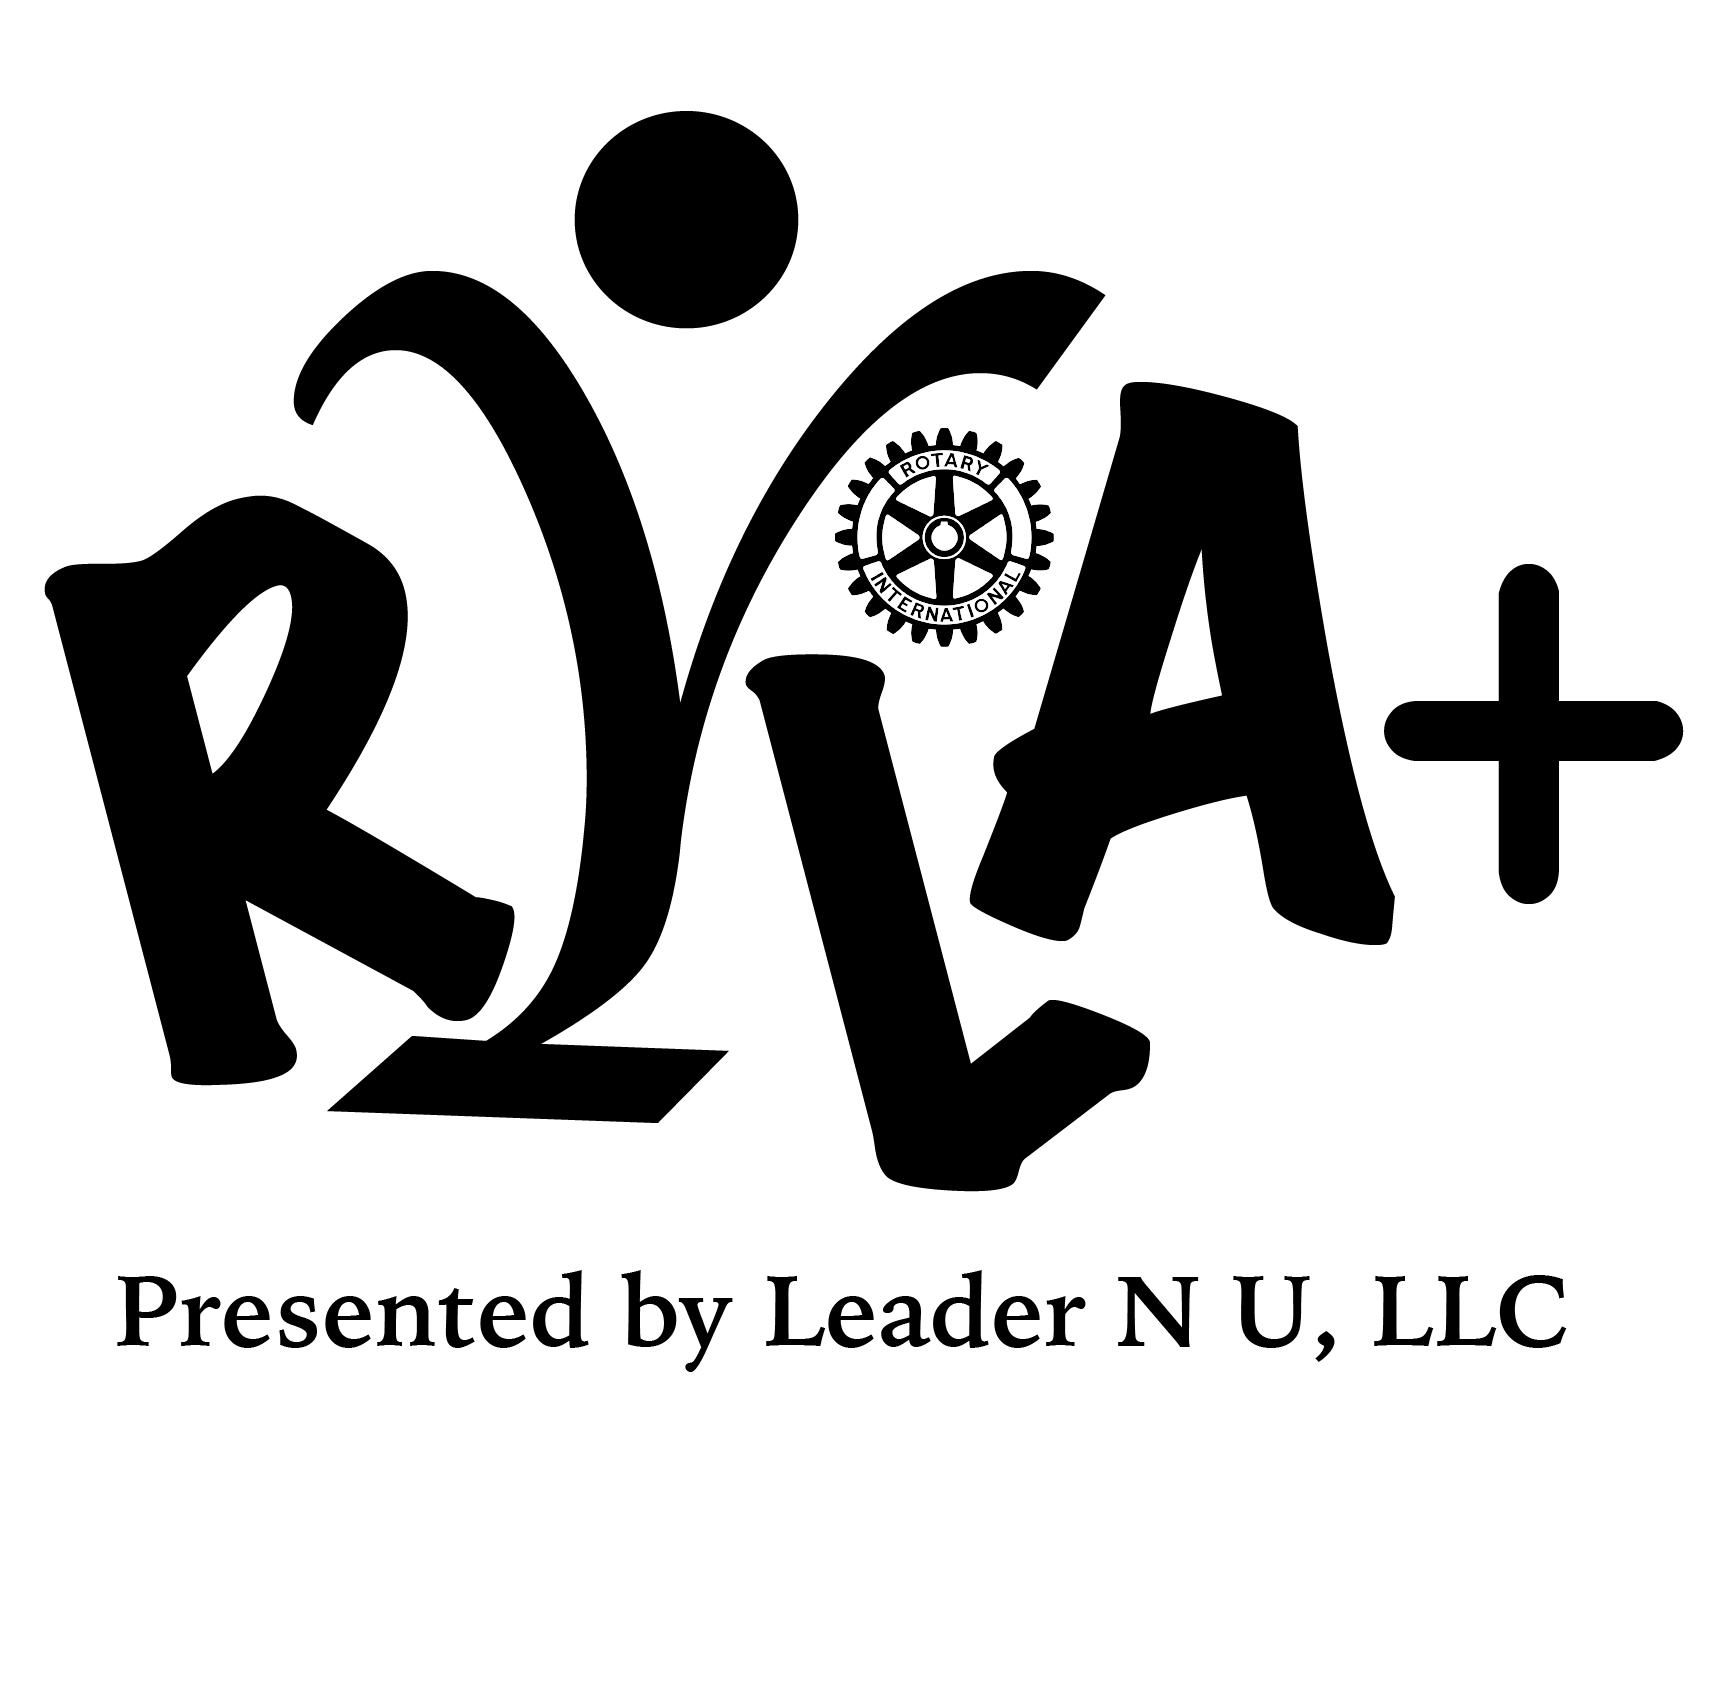 RYLA+
ROTARY
INTERNATIONAL
Presented by Leader N U, LLC